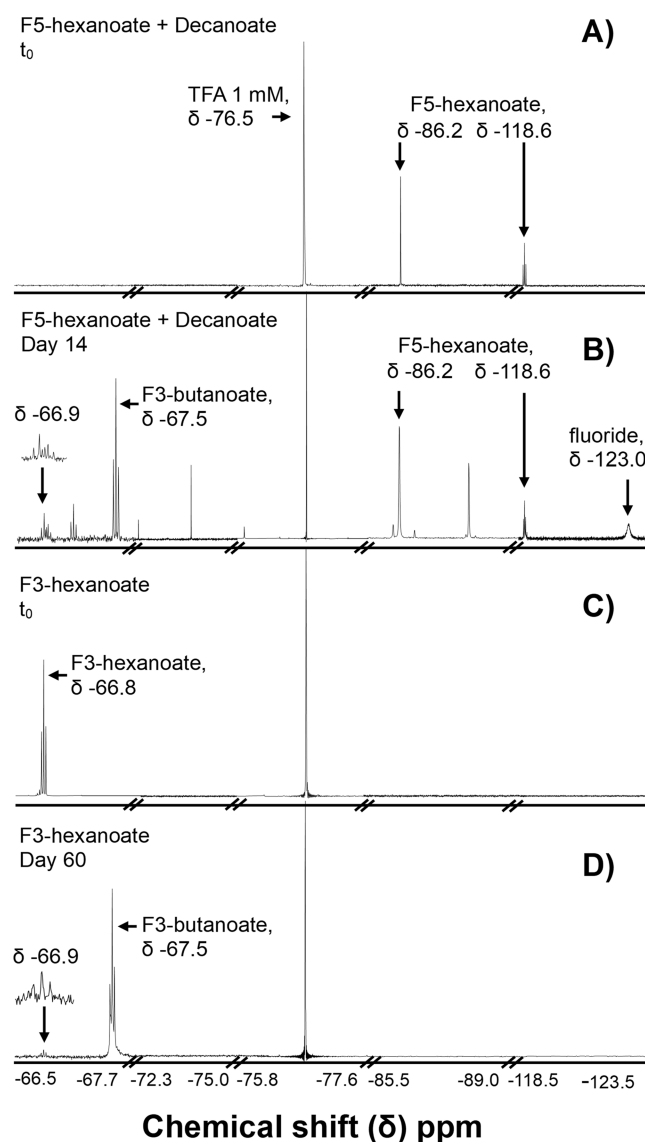 F5-hexanoate + Decanoate
t0
A)
TFA 1 mM,
δ -76.5
F5-hexanoate,
δ -86.2 δ -118.6
F5-hexanoate + Decanoate
Day 14
B)
F5-hexanoate,
δ -86.2 δ -118.6
F3-butanoate,
δ -67.5
δ -66.9
fluoride,
δ -123.0
F3-hexanoate
t0
C)
F3-hexanoate,
δ -66.8
F3-hexanoate
Day 60
D)
F3-butanoate,
δ -67.5
δ -66.9
-66.5 -67.7 -72.3 -75.0 -75.8 -77.6 -85.5 -89.0 -118.5 -123.5
Chemical shift (δ) ppm